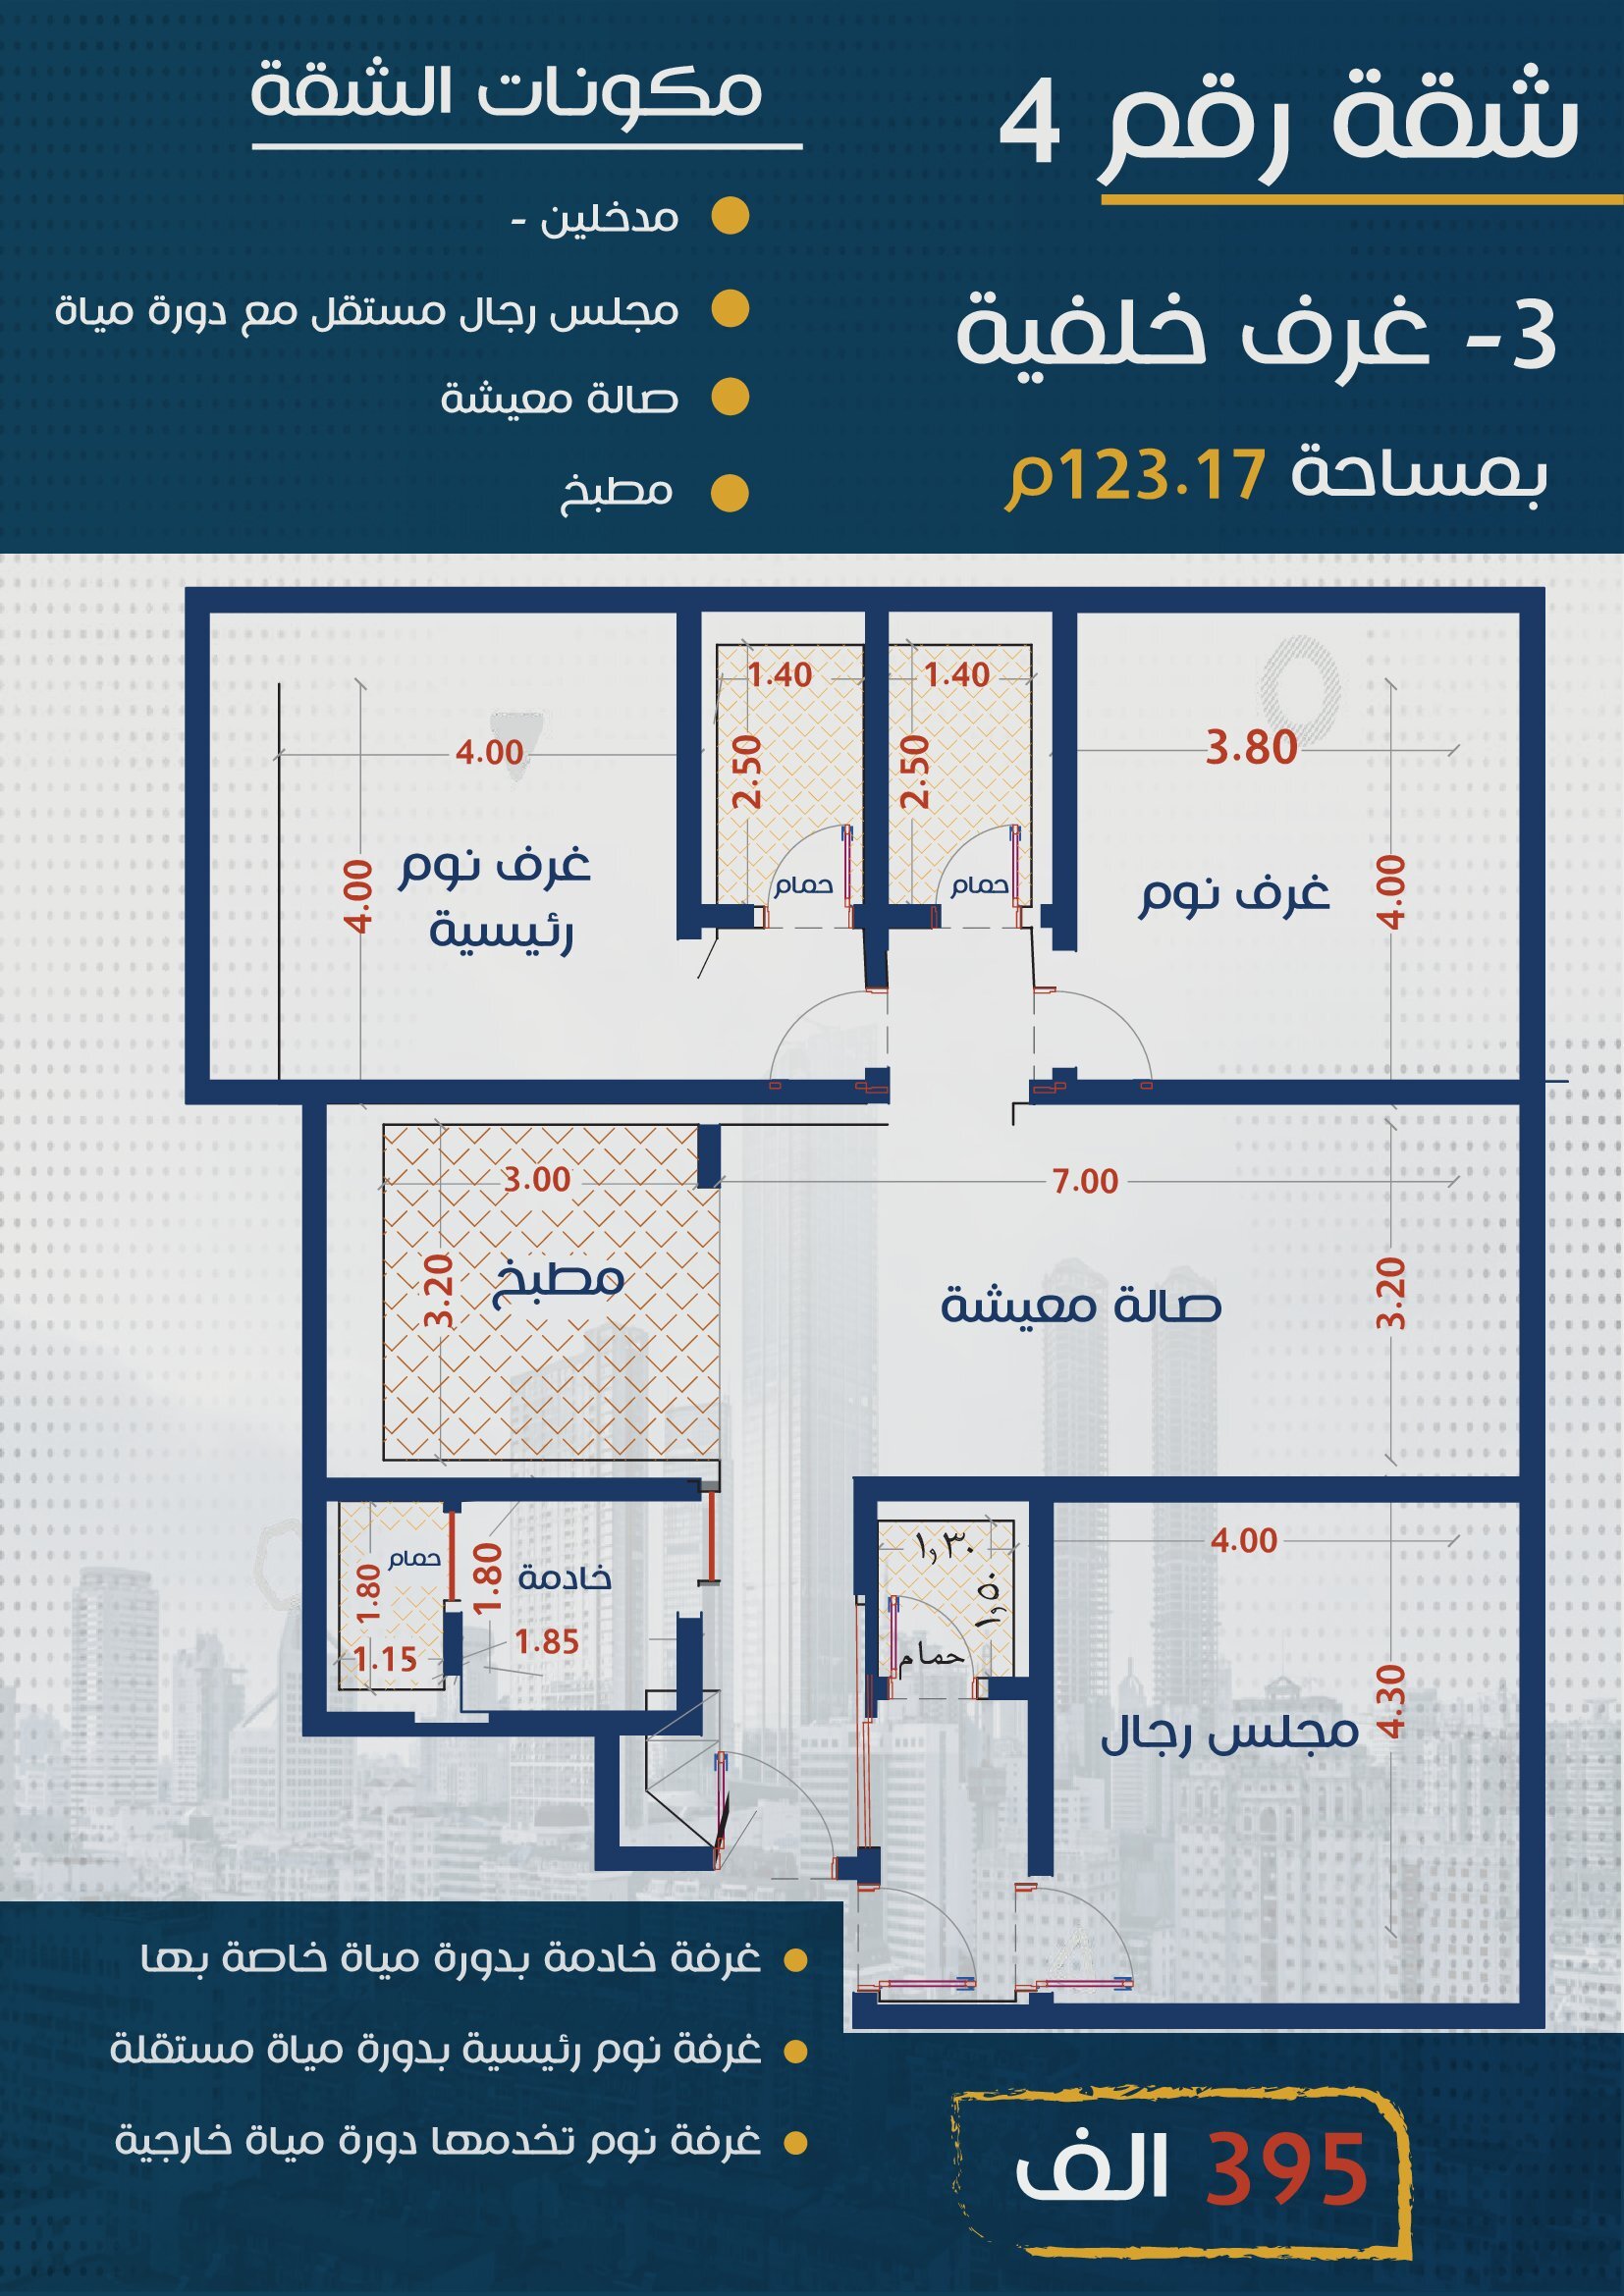 شقة رقم 4
3- غرف خلفية
بمساحة 123.17م
مكونات الشقة
مدخلين -
مجلس رجال مستقل مع دورة مياة
صالة معيشة
مطبخ
1.40
1.40
4.00
2.50
2.50
3.80
4.00
غرف نوم
رئيسية
حمام
حمام
غرف نوم
4.00
3.00
7.00
3.20
مطبخ
صالة معيشة
3.20
حمام
1.80
1.80
خادمة
1.15
1.85
١,٣٠
١,٥٠
حمام
4.00
مجلس رجال
4.30
غرفة خادمة بدورة مياة خاصة بها
غرفة نوم رئيسية بدورة مياة مستقلة
غرفة نوم تخدمها دورة مياة خارجية
395 الف